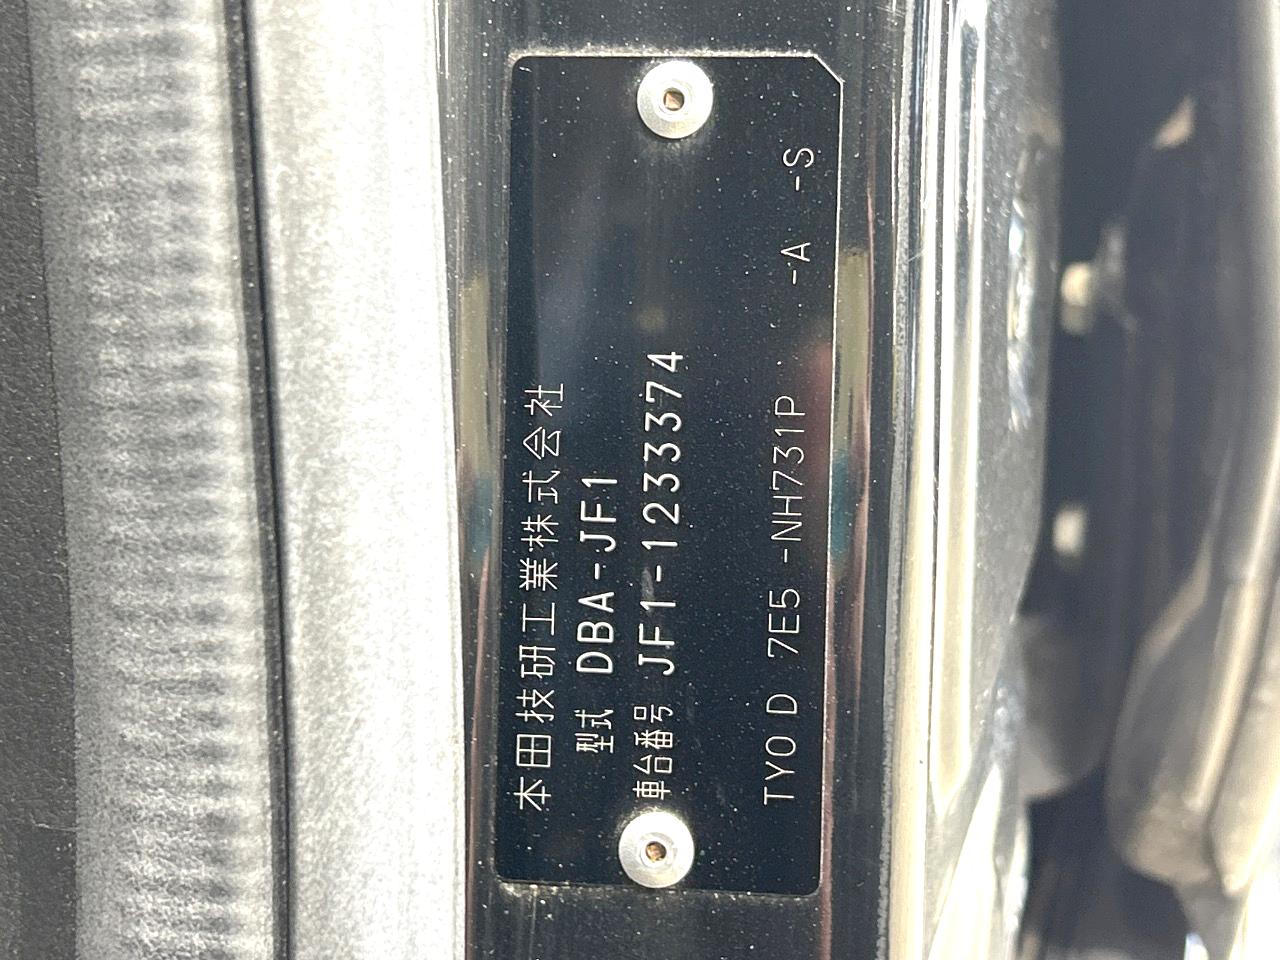 本田技研工業株式会社
型式 DBA-JF1
車台番号 JF1-1233374
TY0 D 7E5 -NH731P -A -S